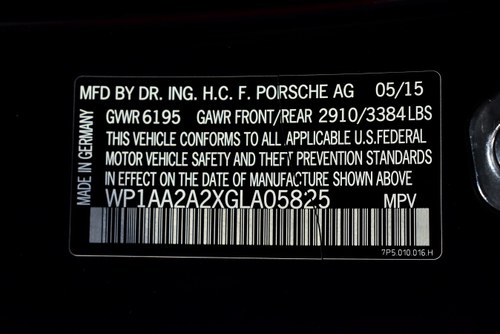 MFD BY DR. ING. H.C. F. PORSCHE AG 05/15
GVWR 6195 GAWR FRONT/REAR 2910/3384 LBS
THIS VEHICLE CONFORMS TO ALL APPLICABLE U.S.FEDERAL
MOTOR VEHICLE SAFETY AND THEFT PREVENTION STANDARDS
IN EFFECT ON THE DATE OF MANUFACTURE SHOWN ABOVE
WP1AA2A2XGLA05825 MPV
7P5.010.016.H
MADE IN GERMANY